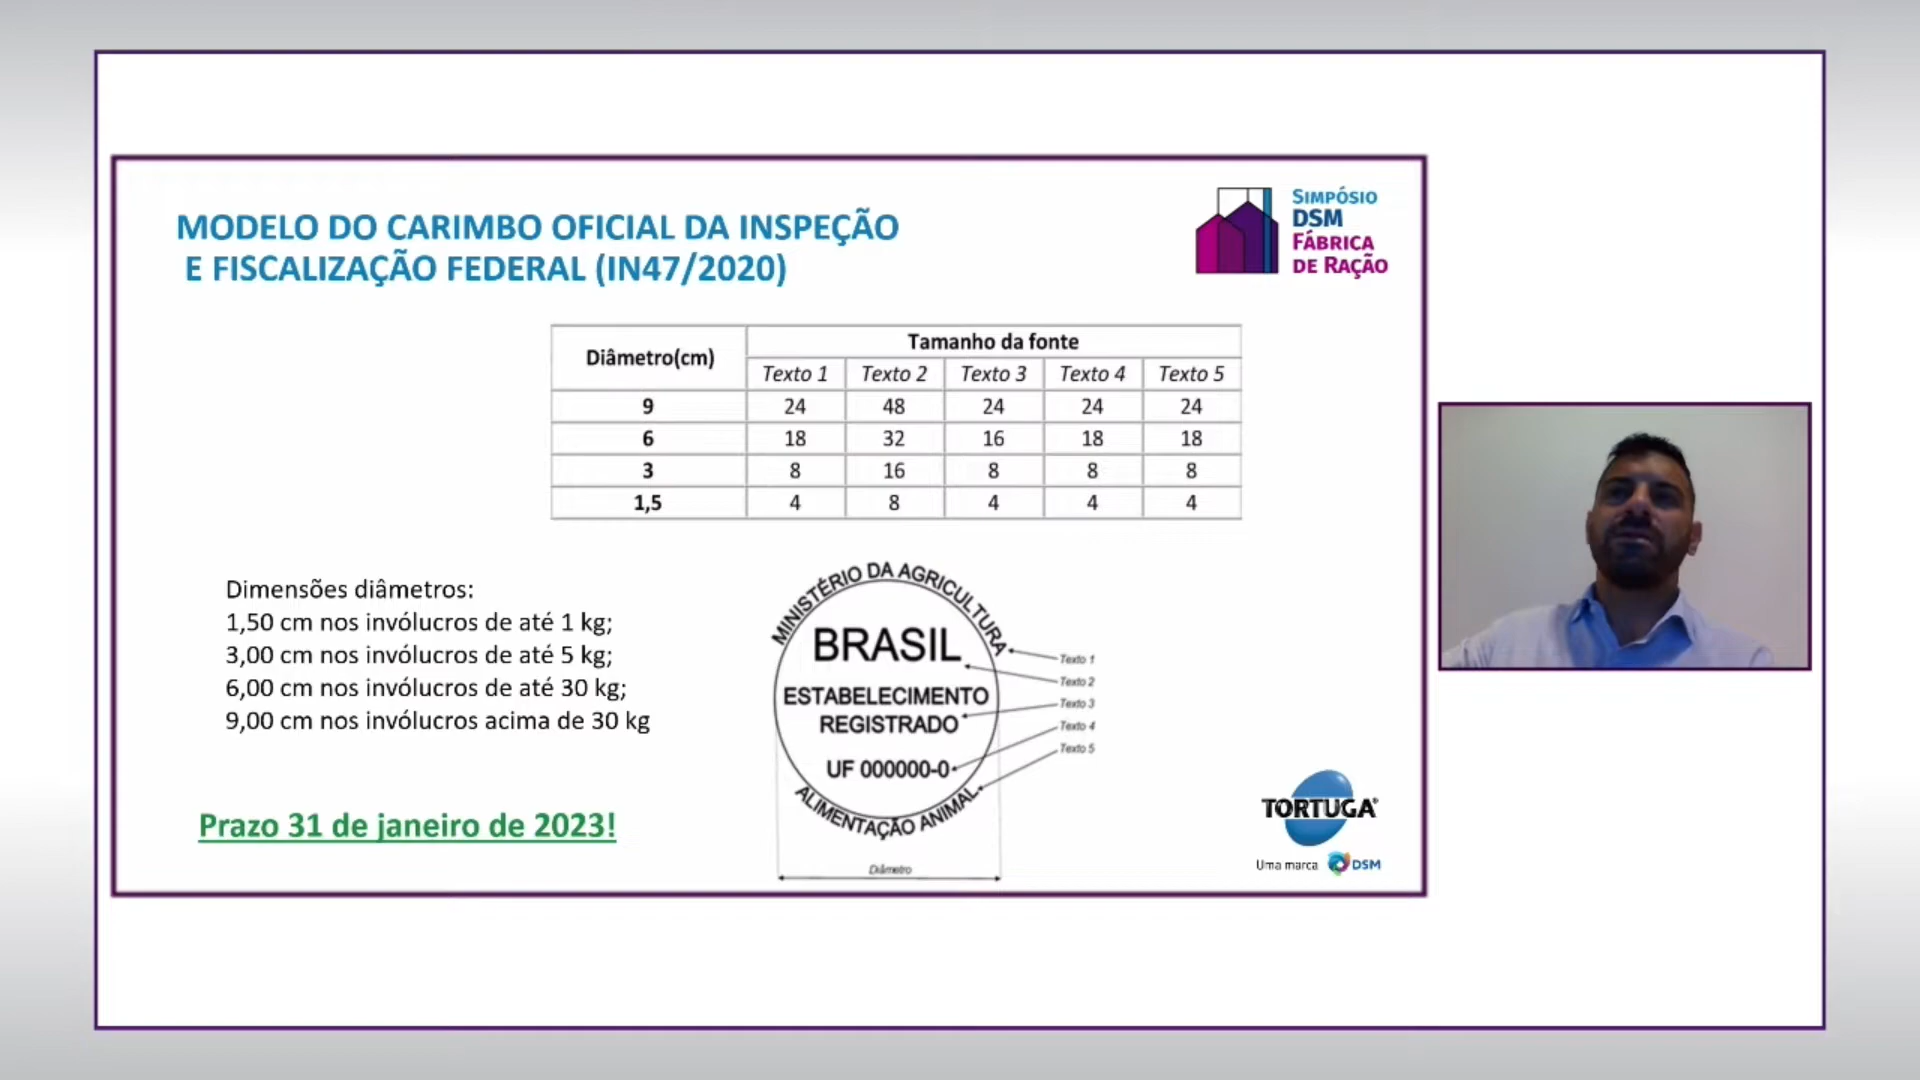 MODELO DO CARIMBO OFICIAL DA INSPEÇÃO
E FISCALIZAÇÃO FEDERAL (IN47/2020)
SIMPÓSIO
DSM
FÁBRICA
DE RAÇÃO
Diâmetro(cm) Tamanho da fonte
Texto 1 Texto 2 Texto 3 Texto 4 Texto 5
9 24 48 24 24 24
6 18 32 16 18 18
3 8 16 8 8 8
1,5 4 8 4 4 4
Dimensões diâmetros:
1,50 cm nos invólucros de até 1 kg;
3,00 cm nos invólucros de até 5 kg;
6,00 cm nos invólucros de até 30 kg;
9,00 cm nos invólucros acima de 30 kg
Prazo 31 de janeiro de 2023!
MINISTÉRIO DA AGRICULTURA
BRASIL
ESTABELECIMENTO
REGISTRADO
UF 000000-0
ALIMENTAÇÃO ANIMAL
Texto 1
Texto 2
Texto 3
Texto 4
Texto 5
Diâmetro
TORTUGA®
Uma marca DSM